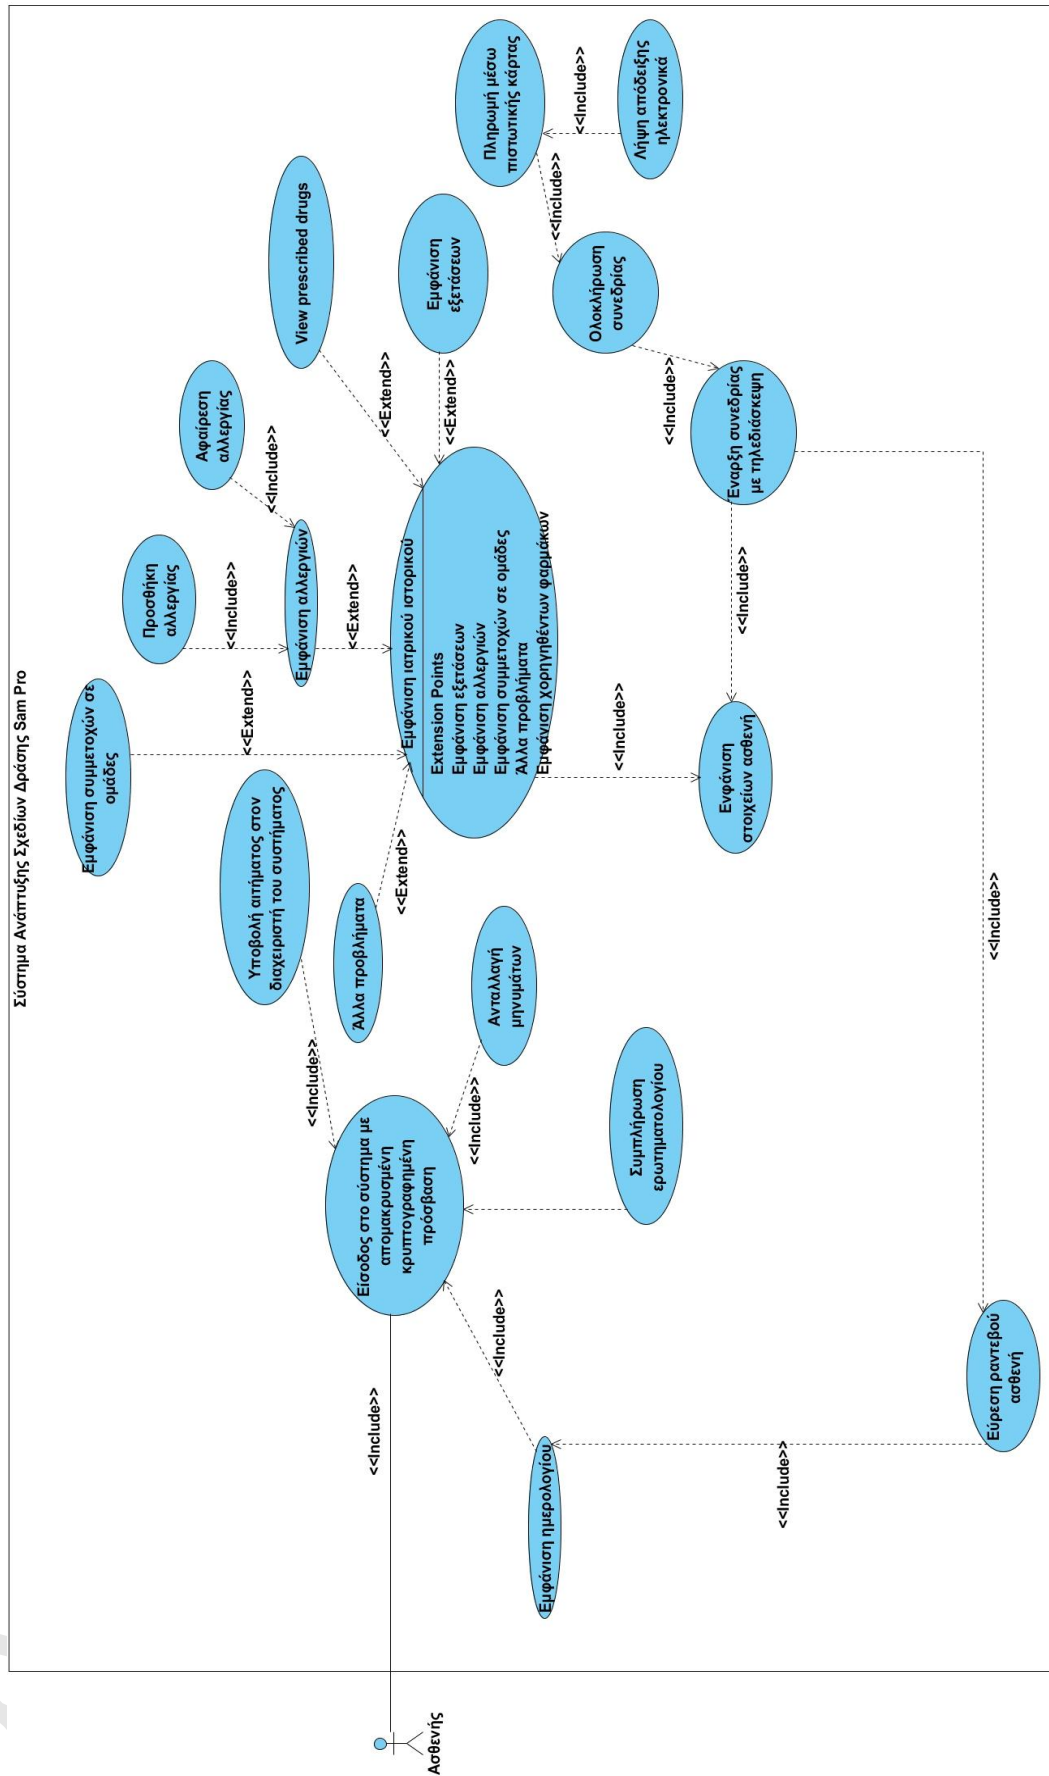 Σύστημα Ανάπτυξης Σχεδίων Δράσης Sam Pro
Ασθενής
<<Include>>
Είσοδος στο σύστημα με
απομακρυσμένη
κρυπτογραφημένη
πρόσβαση
Εμφάνιση συμμετοχών σε
ομάδες
<<Extend>>
Υποβολή αιτήματος στον
διαχειριστή του συστήματος
<<Include>>
Άλλα προβλήματα
<<Extend>>
Ανταλλαγή
μηνυμάτων
<<Include>>
Συμπλήρωση
ερωτηματολογίου
<<Include>>
Εμφάνιση ημερολογίου
<<Include>>
Εύρεση ραντεβού
ασθενή
<<Include>>
Προσθήκη
αλλεργίας
<<Include>>
Αφαίρεση
αλλεργίας
<<Include>>
Εμφάνιση αλλεργιών
<<Extend>>
View prescribed drugs
<<Extend>>
Εμφάνιση
εξετάσεων
<<Extend>>
Εμφάνιση ιατρικού ιστορικού
Extension Points
Εμφάνιση εξετάσεων
Εμφάνιση αλλεργιών
Εμφάνιση συμμετοχών σε ομάδες
Άλλα προβλήματα
Εμφάνιση χορηγηθέντων φαρμάκων
<<Include>>
Ενφάνιση
στοιχείων ασθενή
<<Include>>
Εναρξη συνεδρίας
με τηλεδιάσκεψη
<<Include>>
Ολοκλήρωση
συνεδρίας
<<Include>>
Πληρωμή μέσω
πιστωτικής κάρτας
<<Include>>
Λήψη απόδειξης
ηλεκτρονικά